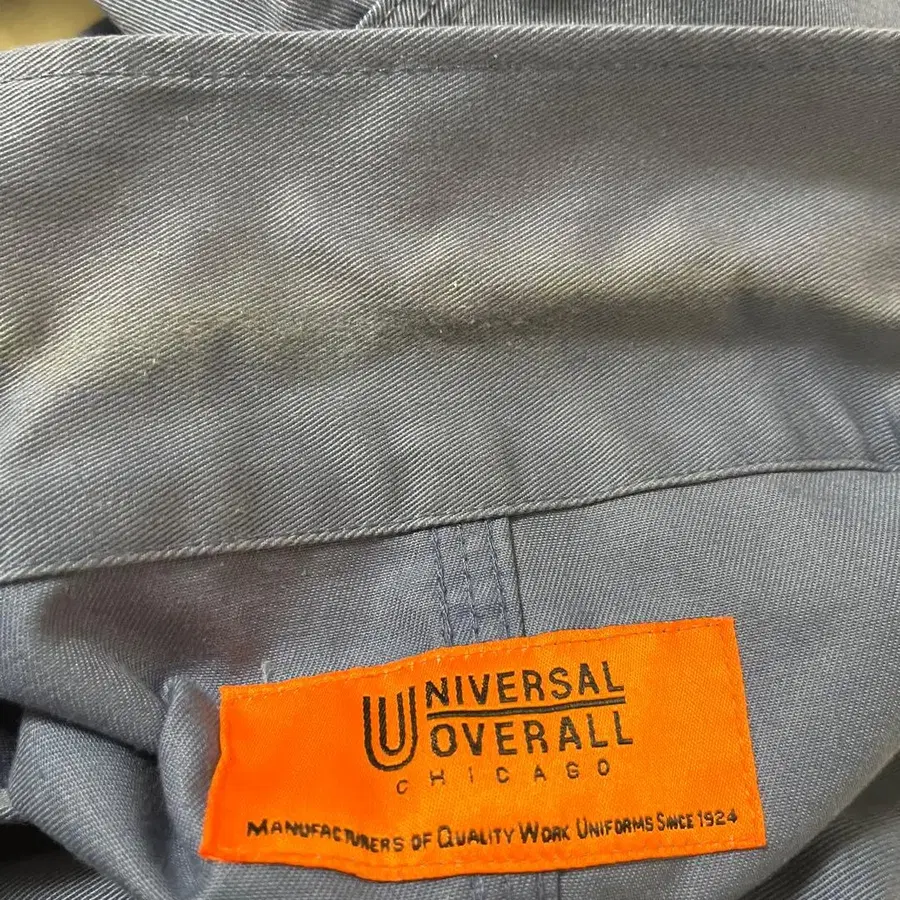 UNIVERSAL
OVERALL
CHICAGO
MANUFACTURERS OF QUALITY WORK UNIFORMS SINCE 1924